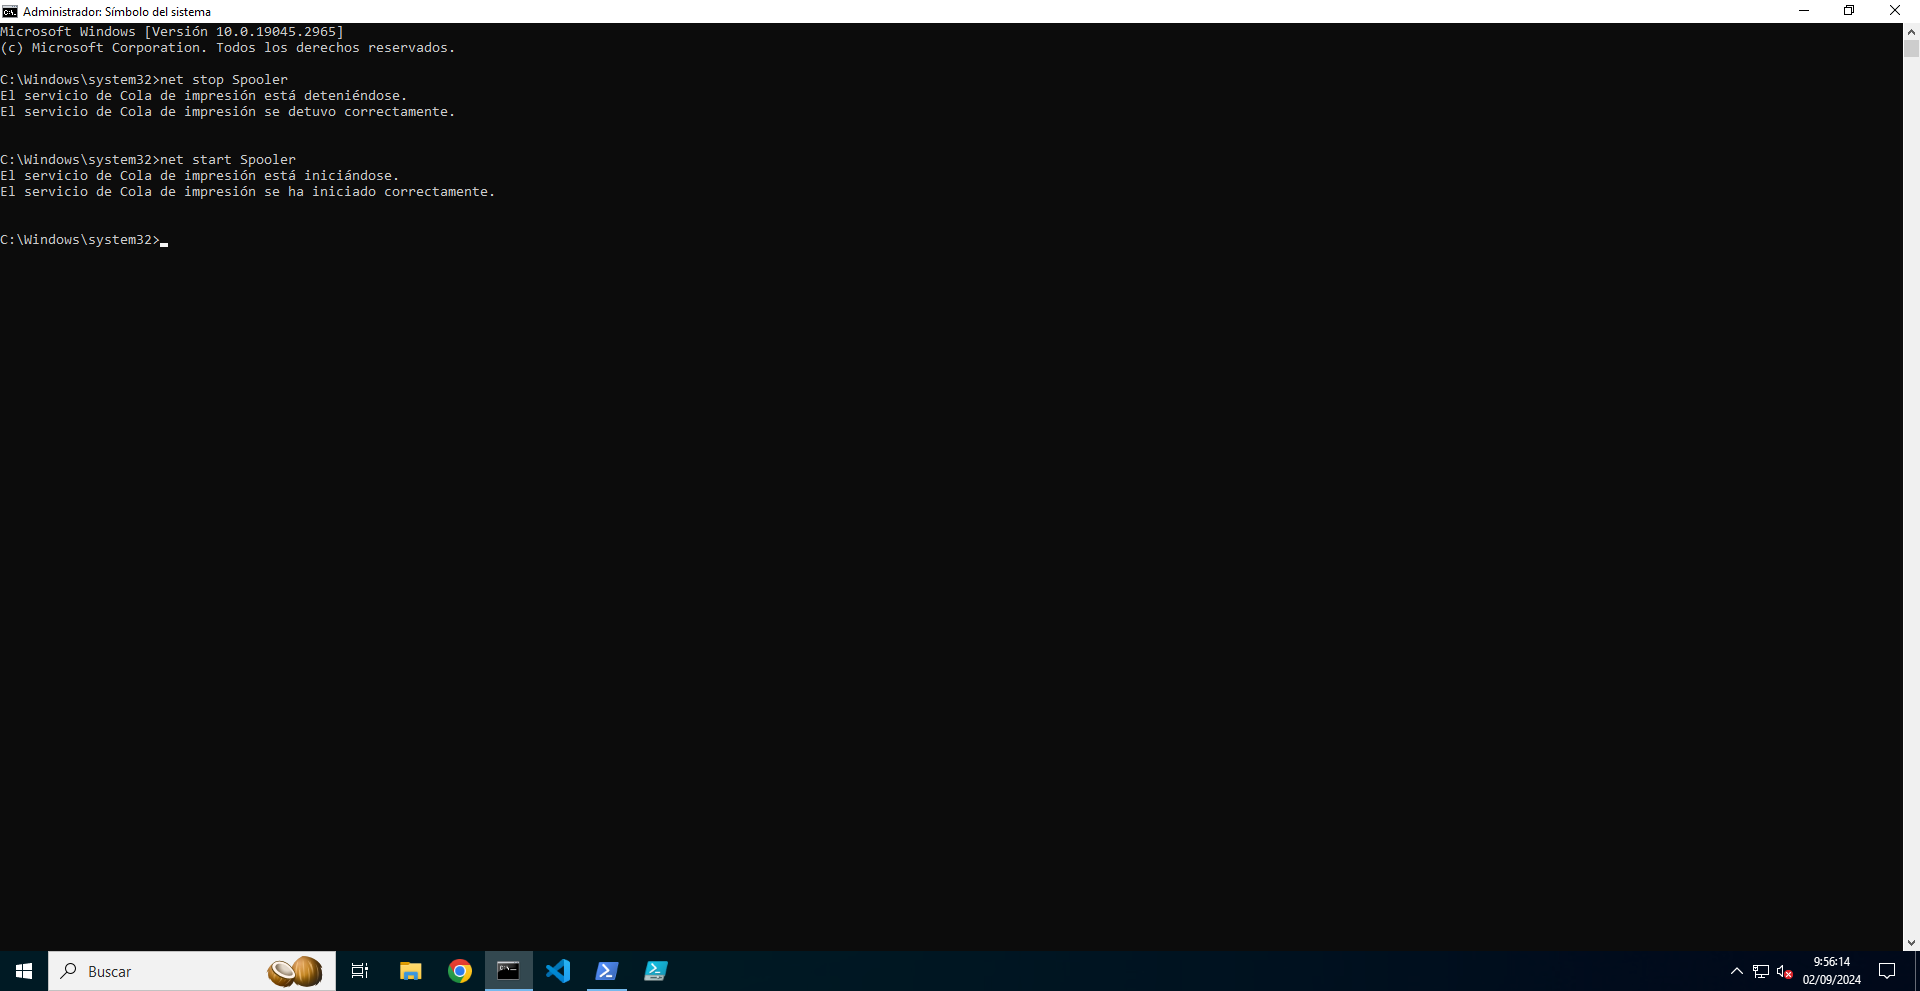 Administrador: Símbolo del sistema
Microsoft Windows [Versión 10.0.19045.2965]
(c) Microsoft Corporation. Todos los derechos reservados.
C:\Windows\system32>net stop Spooler
El servicio de Cola de impresión está deteniéndose.
El servicio de Cola de impresión se detuvo correctamente.
C:\Windows\system32>net start Spooler
El servicio de Cola de impresión está iniciándose.
El servicio de Cola de impresión se ha iniciado correctamente.
C:\Windows\system32>
Buscar
9:56:14
02/09/2024